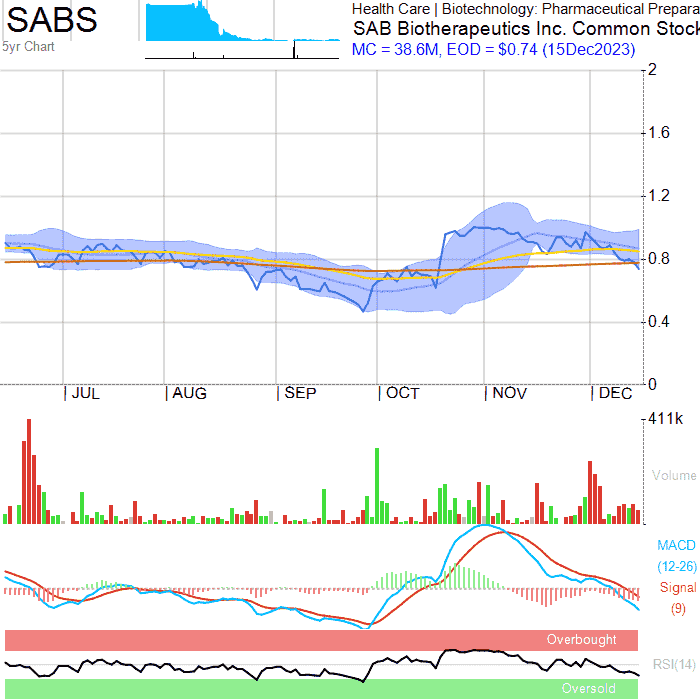 SABS
5yr Chart
Health Care | Biotechnology: Pharmaceutical Prepara
SAB Biotherapeutics Inc. Common Stock
MC = 38.6M, EOD = $0.74 (15Dec2023)
2
1.6
1.2
0.8
0.4
0
| JUL | AUG | SEP | OCT | NOV | DEC
411k
Volume
MACD
(12-26)
Signal
(9)
Overbought
RSI(14)
Oversold